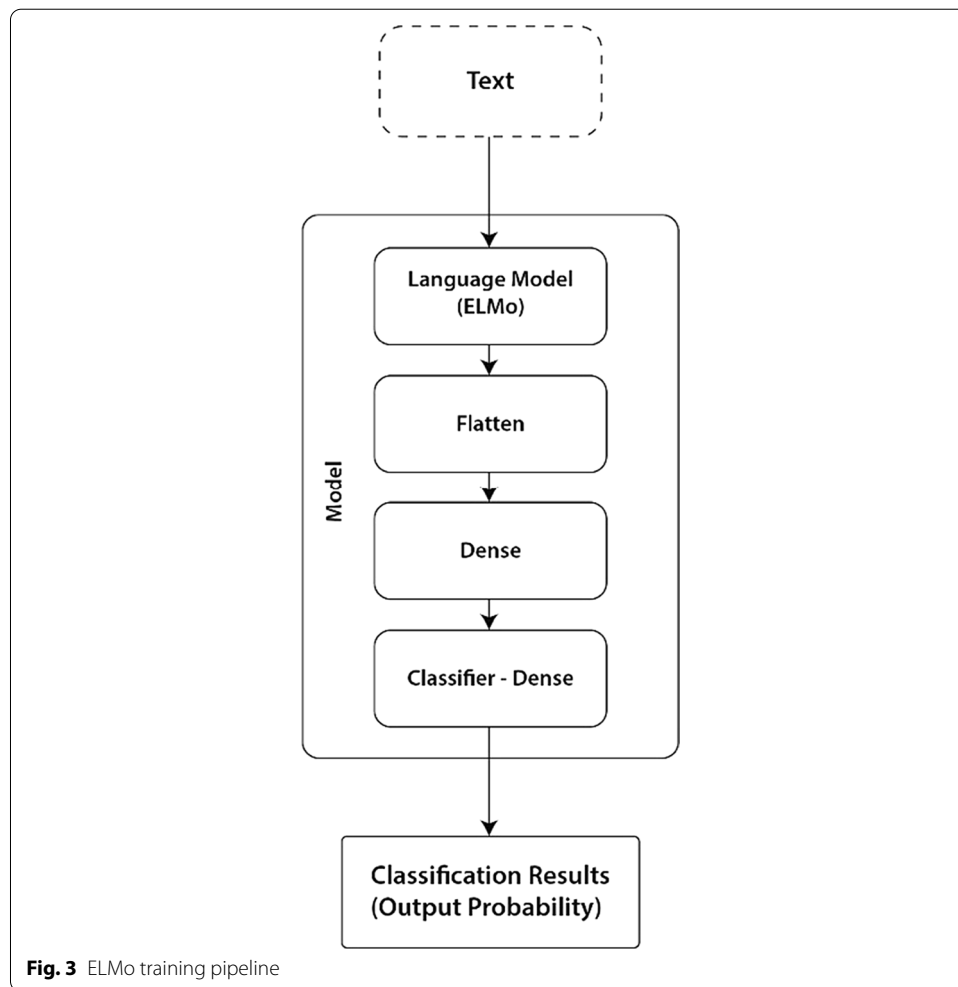 Text
Language Model
(ELMo)
Flatten
Model
Dense
Classifier - Dense
Classification Results
(Output Probability)
Fig. 3 ELMo training pipeline